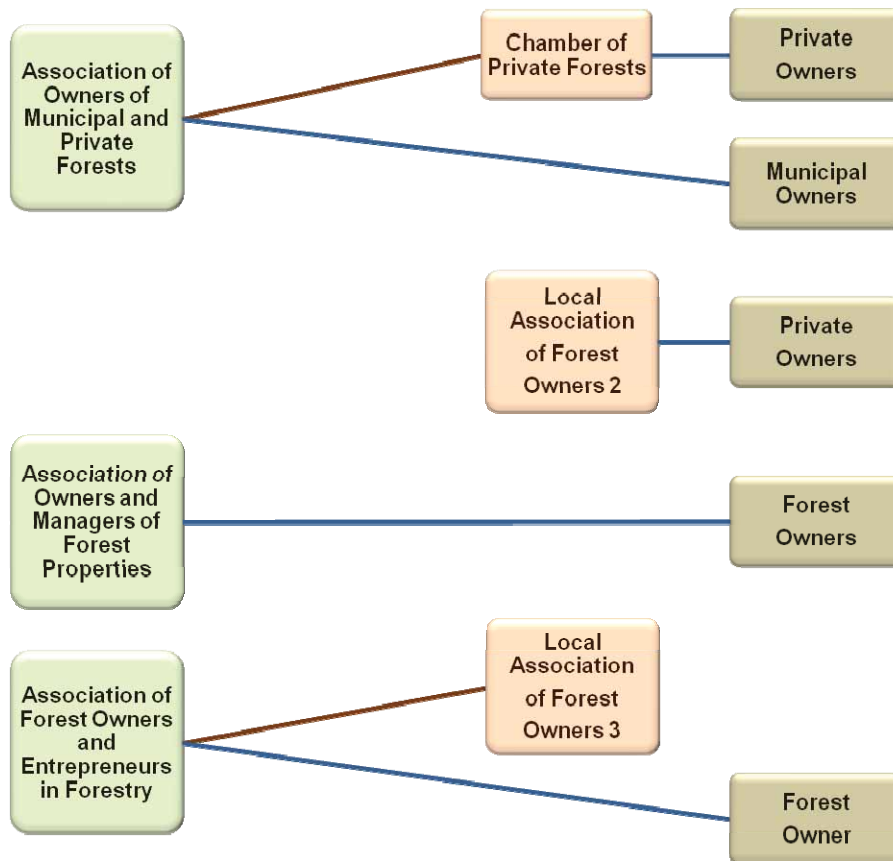 Association of
Owners of
Municipal and
Private
Forests
Chamber of
Private Forests
Private
Owners
Municipal
Owners
Local
Association
of Forest
Owners 2
Private
Owners
Association of
Owners and
Managers of
Forest
Properties
Forest
Owners
Association of
Forest Owners
and
Entrepreneurs
in Forestry
Local
Association
of Forest
Owners 3
Forest
Owner